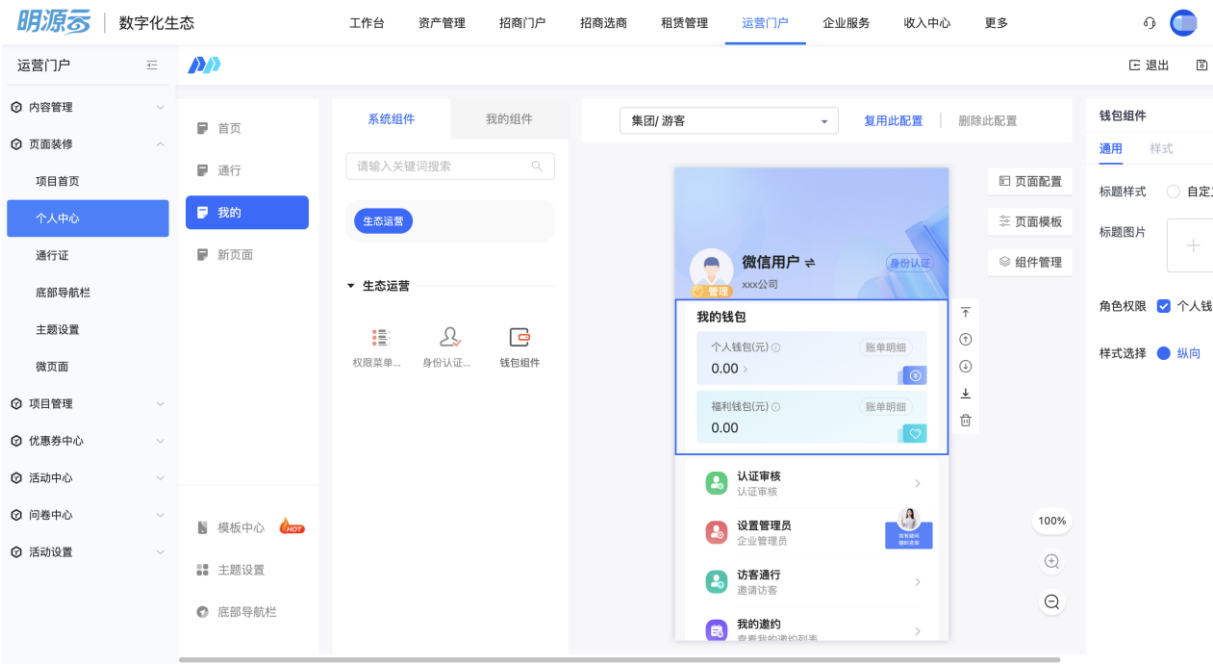 明源云 数字化生态 工作台 资产管理 招商门户 招商选商 租赁管理 运营门户 企业服务 收入中心 更多
运营门户
退出
内容管理
页面装修
项目首页
个人中心
通行证
底部导航栏
主题设置
微页面
项目管理
优惠券中心
活动中心
问卷中心
活动设置
首页
通行
我的
新页面
模板中心 HOT
主题设置
底部导航栏
系统组件 我的组件
请输入关键词搜索
生态运营
生态运营
权限菜单... 身份认证... 钱包组件
集团/ 游客 复用此配置 删除此配置
微信用户
身份认证
管理
xxx公司
我的钱包
个人钱包(元) 账单明细
0.00
福利钱包(元) 账单明细
0.00
认证审核
认证审核
设置管理员
企业管理员
访客通行
邀请访客
我的邀约
查看我的邀约列表
页面配置
页面模板
组件管理
100%
钱包组件
通用 样式
标题样式 自定
标题图片
角色权限 个人钱
样式选择 纵向